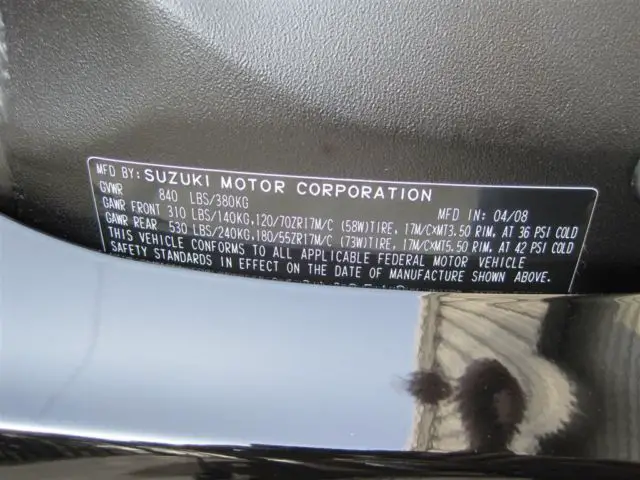 MFD BY: SUZUKI MOTOR CORPORATION
GVWR 840 LBS/380KG MFD IN: 04/08
GAWR FRONT 310 LBS/140KG,120/70ZR17M/C (58W)TIRE, 17M/C×MT3.50 RIM, AT 36 PSI COLD
GAWR REAR 530 LBS/240KG,180/55ZR17M/C (73W)TIRE, 17M/C×MT5.50 RIM, AT 42 PSI COLD
THIS VEHICLE CONFORMS TO ALL APPLICABLE FEDERAL MOTOR VEHICLE
SAFETY STANDARDS IN EFFECT ON THE DATE OF MANUFACTURE SHOWN ABOVE.